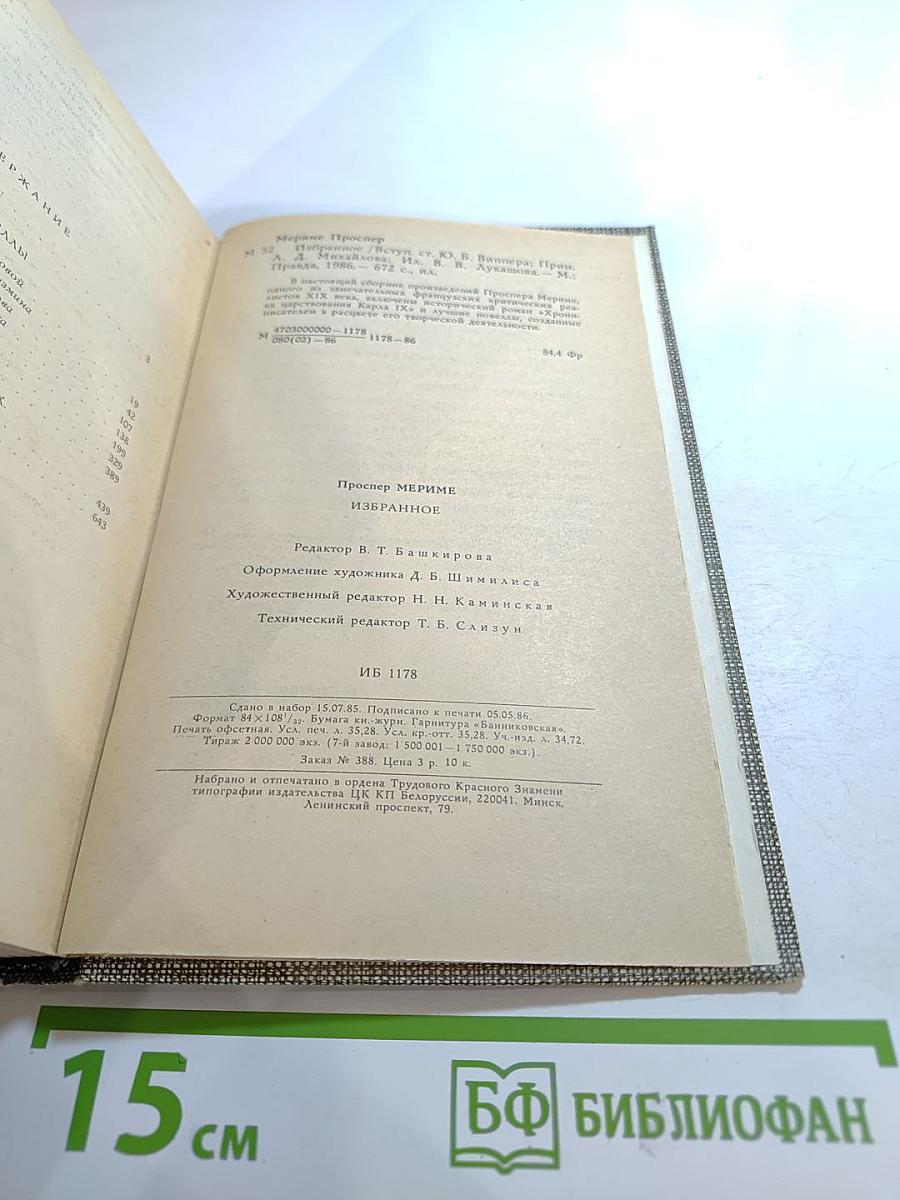 ЕРЖАНИЕ
3
19
42
107
138
199
329
389
439
643
Мериме Проспер
М 52 Избранное /Вступ. ст. Ю. Б. Виппера; Прим.
А. Д. Михайлова; Ил. В. В. Лукашова.— М.:
Правда, 1986.— 672 с., ил.
В настоящий сборник произведений Проспера Мериме,
одного из замечательных французских критических реа-
листов XIX века, включены исторический роман «Хрони-
ка царствования Карла IX» и лучшие новеллы, созданные
писателем в расцвете его творческой деятельности.
М 4703000000—1178
080(02)—86 1178—86
84.4 Фр
Проспер МЕРИМЕ
ИЗБРАННОЕ
Редактор В. Т. Башкирова
Оформление художника Д. Б. Шимилиса
Художественный редактор Н. Н. Каминская
Технический редактор Т. Б. Слизун
ИБ 1178
Сдано в набор 15.07.85. Подписано к печати 05.05.86.
Формат 84×108¹/₃₂. Бумага кн.-журн. Гарнитура «Банниковская».
Печать офсетная. Усл. печ. л. 35,28. Усл. кр.-отт. 35,28. Уч.-изд. л. 34,72.
Тираж 2 000 000 экз. (7-й завод: 1 500 001—1 750 000 экз.).
Заказ № 388. Цена 3 р. 10 к.
Набрано и отпечатано в ордена Трудового Красного Знамени
типографии издательства ЦК КП Белоруссии, 220041. Минск,
Ленинский проспект, 79.
15 см
БФ БИБЛИОФАН